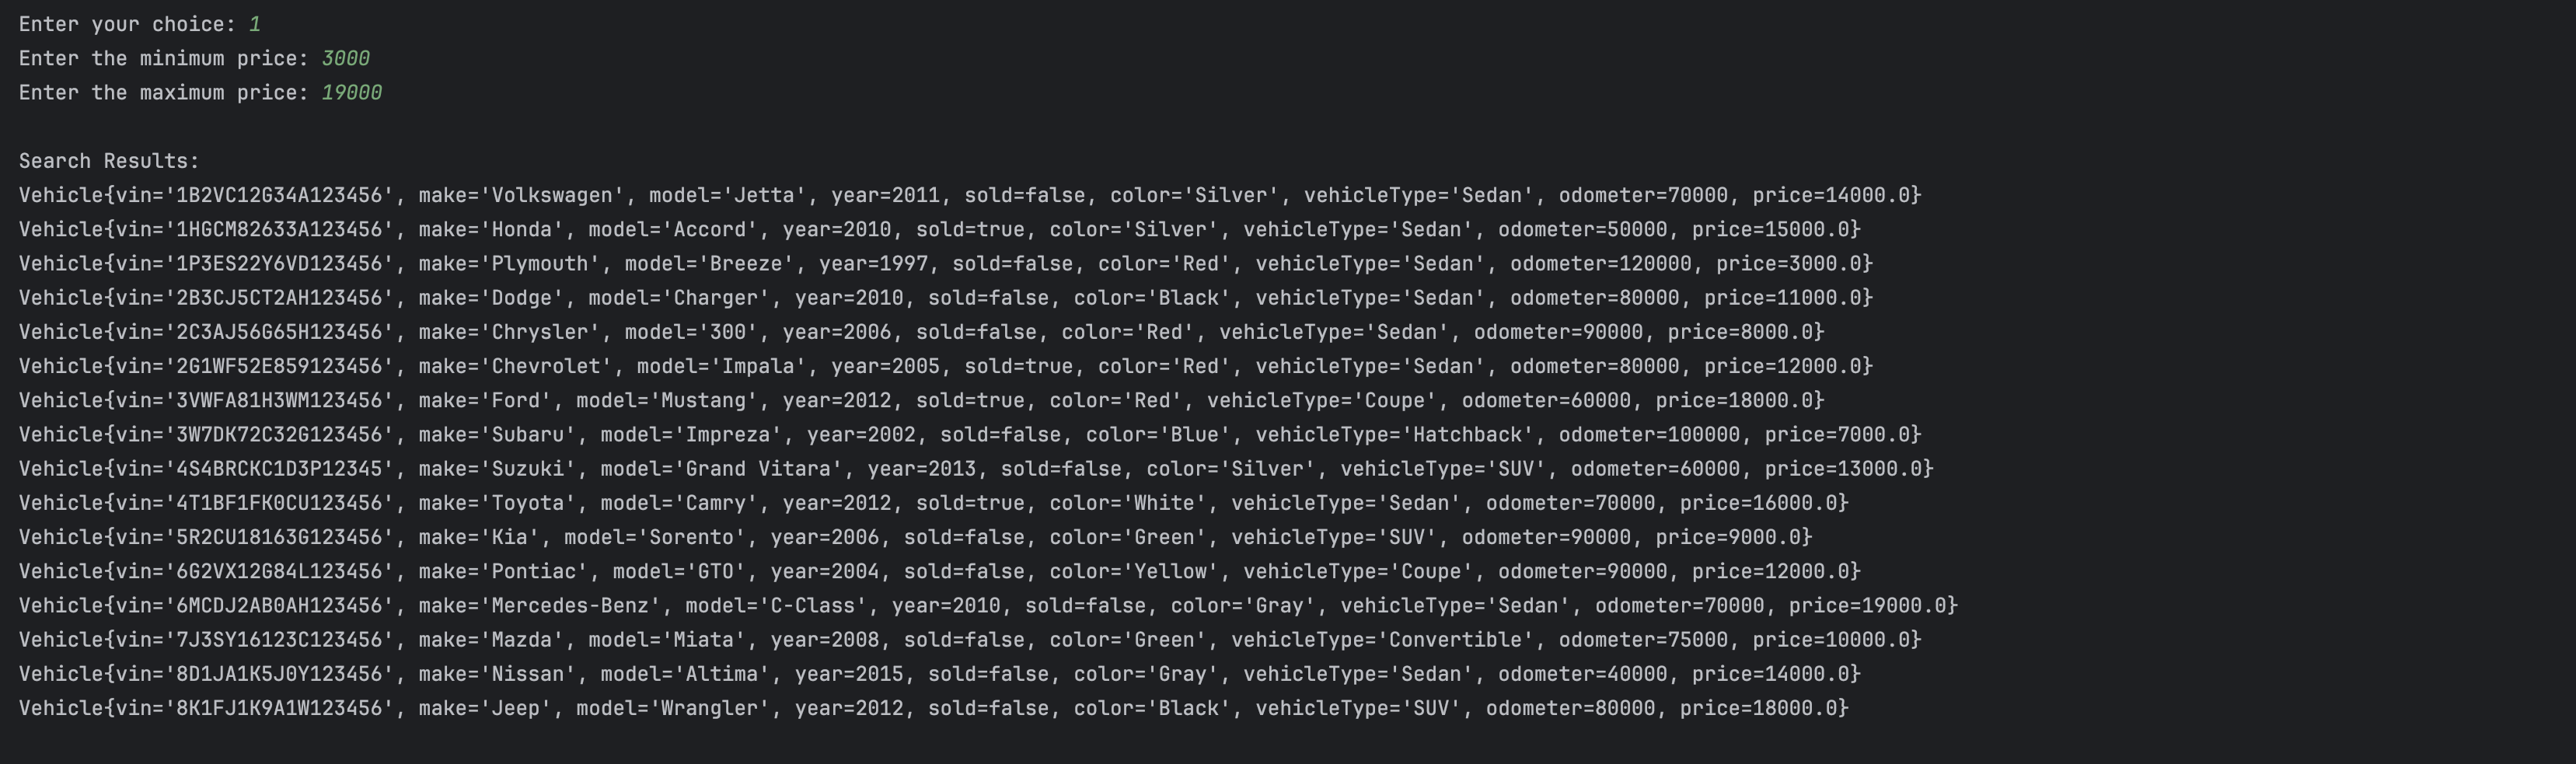 Enter your choice: 1
Enter the minimum price: 3000
Enter the maximum price: 19000
Search Results:
Vehicle{vin='1B2VC12G34A123456', make='Volkswagen', model='Jetta', year=2011, sold=false, color='Silver', vehicleType='Sedan', odometer=70000, price=14000.0}
Vehicle{vin='1HGCM82633A123456', make='Honda', model='Accord', year=2010, sold=true, color='Silver', vehicleType='Sedan', odometer=50000, price=15000.0}
Vehicle{vin='1P3ES22Y6VD123456', make='Plymouth', model='Breeze', year=1997, sold=false, color='Red', vehicleType='Sedan', odometer=120000, price=3000.0}
Vehicle{vin='2B3CJ5CT2AH123456', make='Dodge', model='Charger', year=2010, sold=false, color='Black', vehicleType='Sedan', odometer=80000, price=11000.0}
Vehicle{vin='2C3AJ56G65H123456', make='Chrysler', model='300', year=2006, sold=false, color='Red', vehicleType='Sedan', odometer=90000, price=8000.0}
Vehicle{vin='2G1WF52E859123456', make='Chevrolet', model='Impala', year=2005, sold=true, color='Red', vehicleType='Sedan', odometer=80000, price=12000.0}
Vehicle{vin='3VWFA81H3WM123456', make='Ford', model='Mustang', year=2012, sold=true, color='Red', vehicleType='Coupe', odometer=60000, price=18000.0}
Vehicle{vin='3W7DK72C32G123456', make='Subaru', model='Impreza', year=2002, sold=false, color='Blue', vehicleType='Hatchback', odometer=100000, price=7000.0}
Vehicle{vin='4S4BRCKC1D3P12345', make='Suzuki', model='Grand Vitara', year=2013, sold=false, color='Silver', vehicleType='SUV', odometer=60000, price=13000.0}
Vehicle{vin='4T1BF1FK0CU123456', make='Toyota', model='Camry', year=2012, sold=true, color='White', vehicleType='Sedan', odometer=70000, price=16000.0}
Vehicle{vin='5R2CU18163G123456', make='Kia', model='Sorento', year=2006, sold=false, color='Green', vehicleType='SUV', odometer=90000, price=9000.0}
Vehicle{vin='6G2VX12G84L123456', make='Pontiac', model='GTO', year=2004, sold=false, color='Yellow', vehicleType='Coupe', odometer=90000, price=12000.0}
Vehicle{vin='6MCDJ2AB0AH123456', make='Mercedes-Benz', model='C-Class', year=2010, sold=false, color='Gray', vehicleType='Sedan', odometer=70000, price=19000.0}
Vehicle{vin='7J3SY16123C123456', make='Mazda', model='Miata', year=2008, sold=false, color='Green', vehicleType='Convertible', odometer=75000, price=10000.0}
Vehicle{vin='8D1JA1K5J0Y123456', make='Nissan', model='Altima', year=2015, sold=false, color='Gray', vehicleType='Sedan', odometer=40000, price=14000.0}
Vehicle{vin='8K1FJ1K9A1W123456', make='Jeep', model='Wrangler', year=2012, sold=false, color='Black', vehicleType='SUV', odometer=80000, price=18000.0}